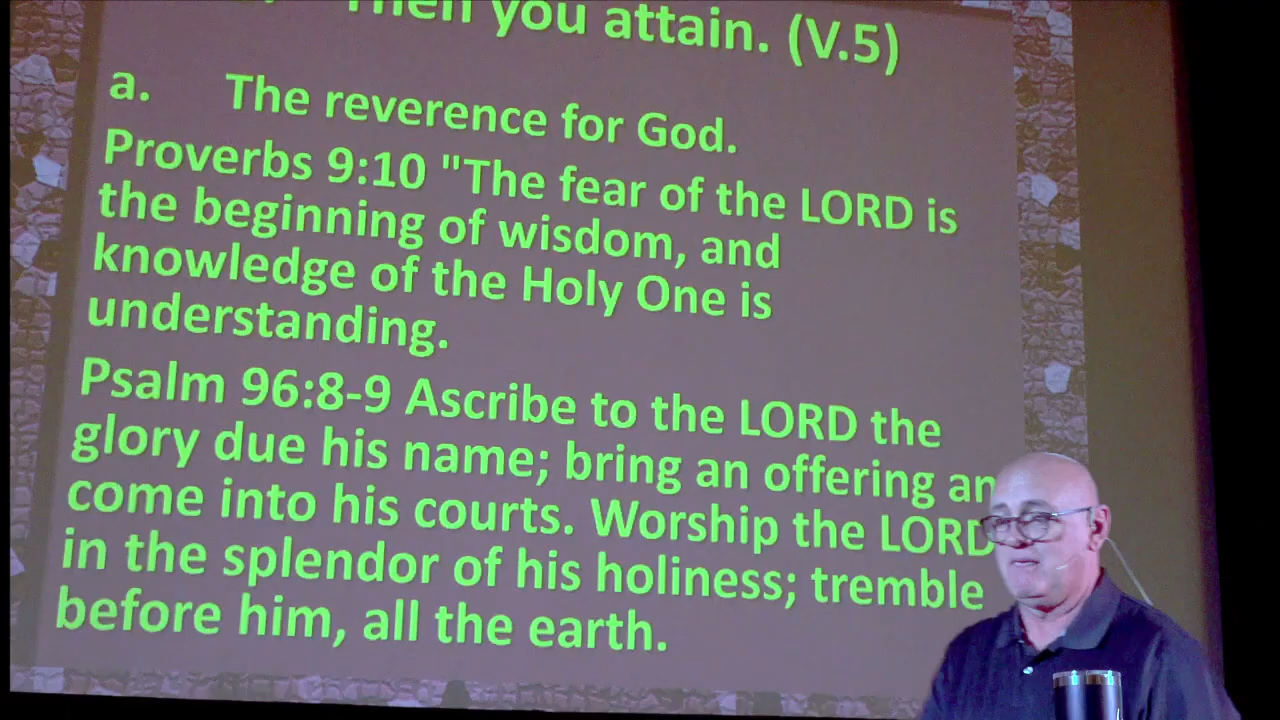 Then you attain. (V.5)
a. The reverence for God.
Proverbs 9:10 "The fear of the LORD is
the beginning of wisdom, and
knowledge of the Holy One is
understanding.
Psalm 96:8-9 Ascribe to the LORD the
glory due his name; bring an offering an
come into his courts. Worship the LORD
in the splendor of his holiness; tremble
before him, all the earth.